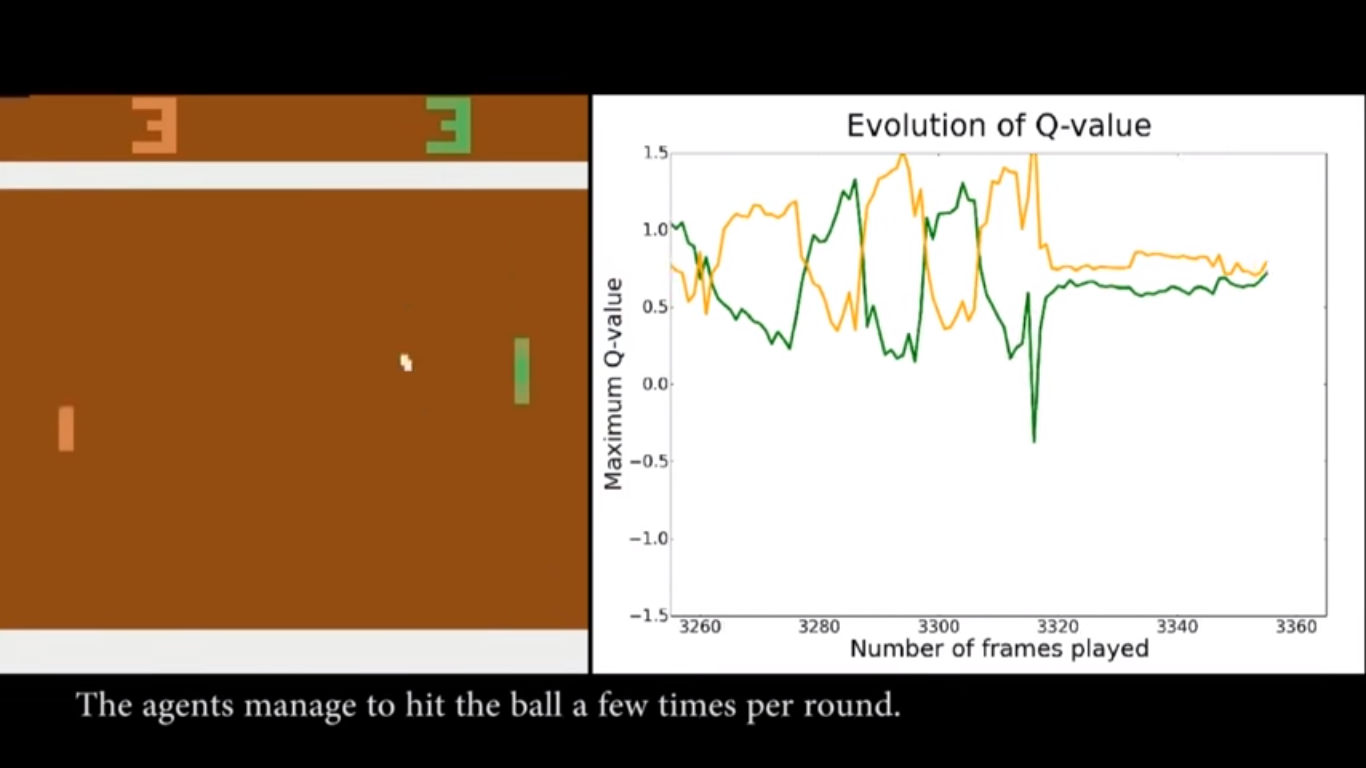 3 3
Evolution of Q-value
1.5
1.0
0.5
0.0
−0.5
−1.0
−1.5
Maximum Q-value
3260 3280 3300 3320 3340 3360
Number of frames played
The agents manage to hit the ball a few times per round.